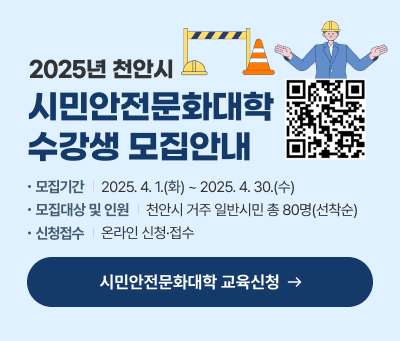 2025년 천안시
시민안전문화대학
수강생 모집안내
· 모집기간 | 2025. 4. 1.(화) ~ 2025. 4. 30.(수)
· 모집대상 및 인원 | 천안시 거주 일반시민 총 80명(선착순)
· 신청접수 | 온라인 신청·접수
시민안전문화대학 교육신청 →